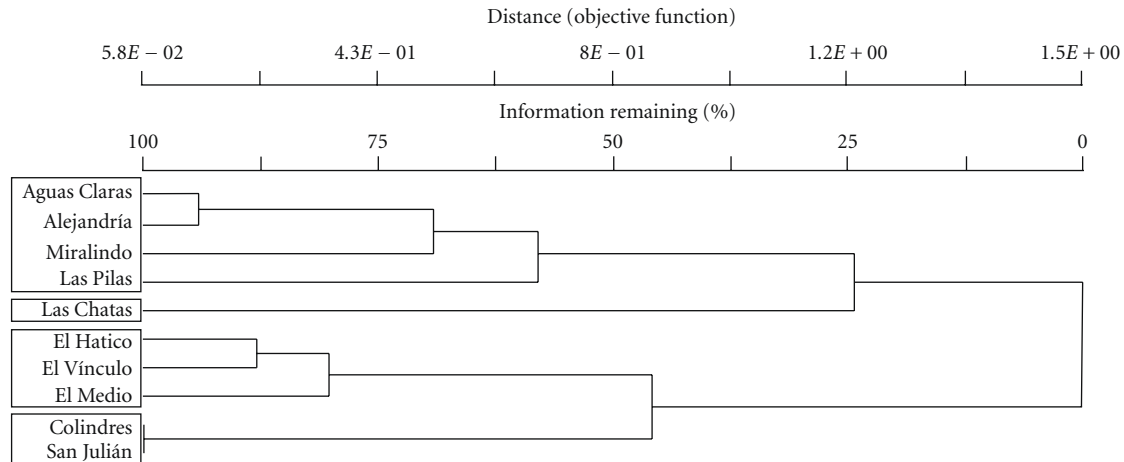 Distance (objective function)
5.8E − 02 4.3E − 01 8E − 01 1.2E + 00 1.5E + 00
Information remaining (%)
100 75 50 25 0
Aguas Claras
Alejandría
Miralindo
Las Pilas
Las Chatas
El Hatico
El Vínculo
El Medio
Colindres
San Julián